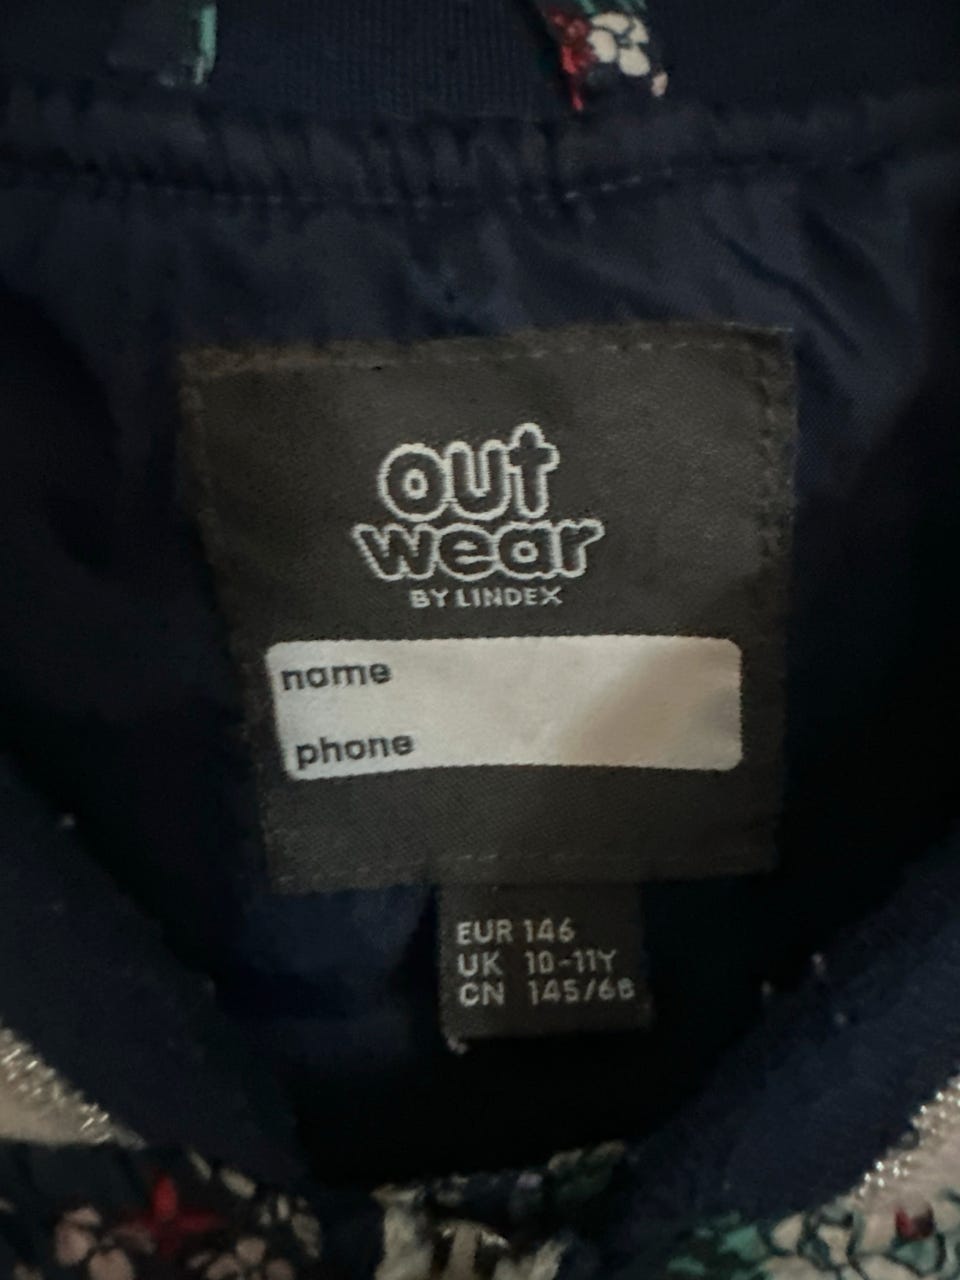 out
wear
BY LINDEX
name
phone
EUR 146
UK 10-11Y
CN 145/68